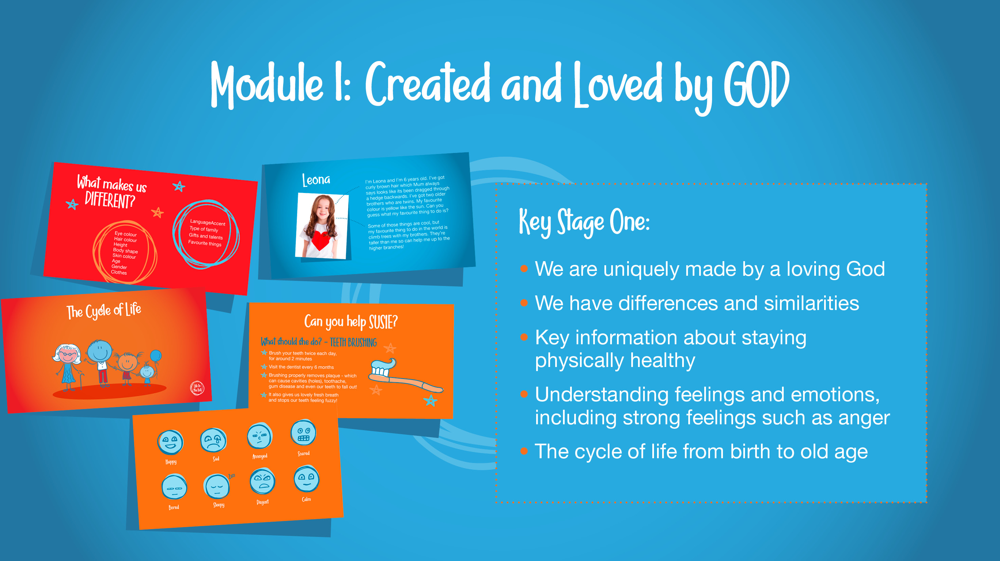 Module 1: Created and Loved by GOD
What makes us
DIFFERENT?
Eye colour
Hair colour
Height
Body shape
Skin colour
Age
Gender
Clothes
LanguageAccent
Type of family
Gifts and talents
Favourite things
Leona
I'm Leona and I'm 6 years old. I've got
curly brown hair which Mum always
says looks like its been dragged through
a hedge backwards. I've got two older
brothers who are twins. My favourite
colour is yellow like the sun. Can you
guess what my favourite thing to do is?
Some of those things are cool, but
my favourite thing to do in the world is
climb trees with my brothers. They're
taller than me so can help me up to the
higher branches!
The Cycle of Life
Life to
the Full
Can you help SUSIE?
What should she do? - TEETH BRUSHING
Brush your teeth twice each day,
for around 2 minutes
Visit the dentist every 6 months
Brushing properly removes plaque - which
can cause cavities (holes), toothache,
gum disease and even our teeth to fall out!
It also gives us lovely fresh breath
and stops our teeth feeling fuzzy!
Happy
Sad
Annoyed
Scared
Bored
Zzzz
Sleepy
Disgust
Calm
Key Stage One:
• We are uniquely made by a loving God
• We have differences and similarities
• Key information about staying
physically healthy
• Understanding feelings and emotions,
including strong feelings such as anger
• The cycle of life from birth to old age